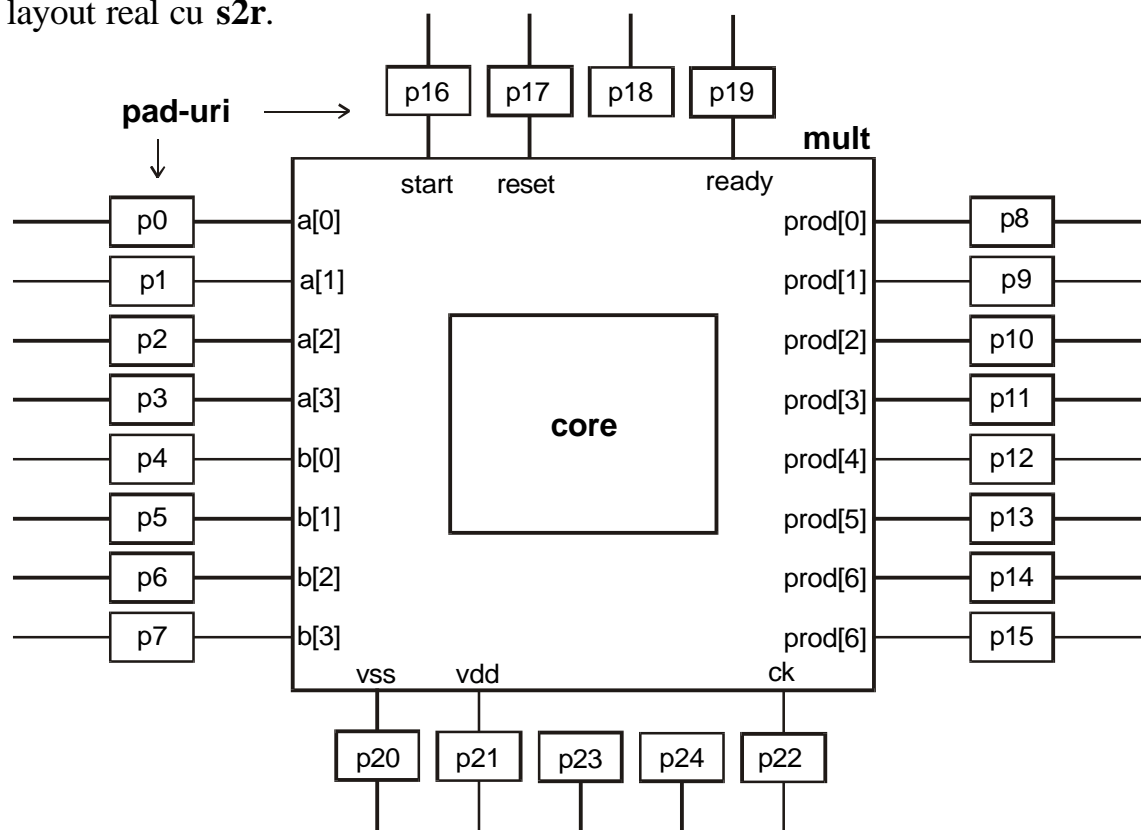 layout real cu s2r.
p16 p17 p18 p19
pad-uri
mult
start reset ready
p0 a[0] prod[0] p8
p1 a[1] prod[1] p9
p2 a[2] prod[2] p10
p3 a[3] prod[3] p11
core
p4 b[0] prod[4] p12
p5 b[1] prod[5] p13
p6 b[2] prod[6] p14
p7 b[3] prod[6] p15
vss vdd ck
p20 p21 p23 p24 p22